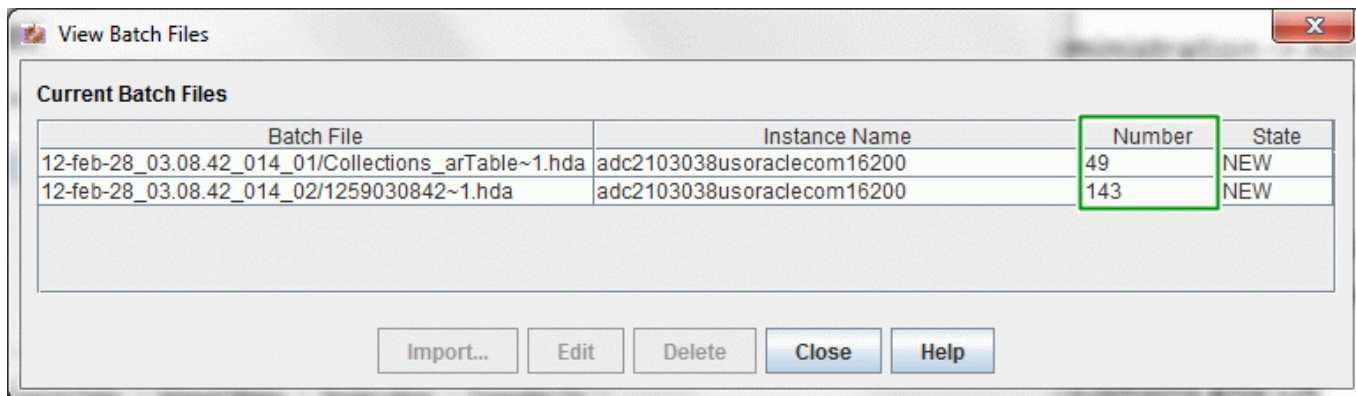 View Batch Files
Current Batch Files
Batch File Instance Name Number State
12-feb-28_03.08.42_014_01/Collections_arTable~1.hda adc2103038usoraclecom16200 49 NEW
12-feb-28_03.08.42_014_02/1259030842~1.hda adc2103038usoraclecom16200 143 NEW
Import... Edit Delete Close Help